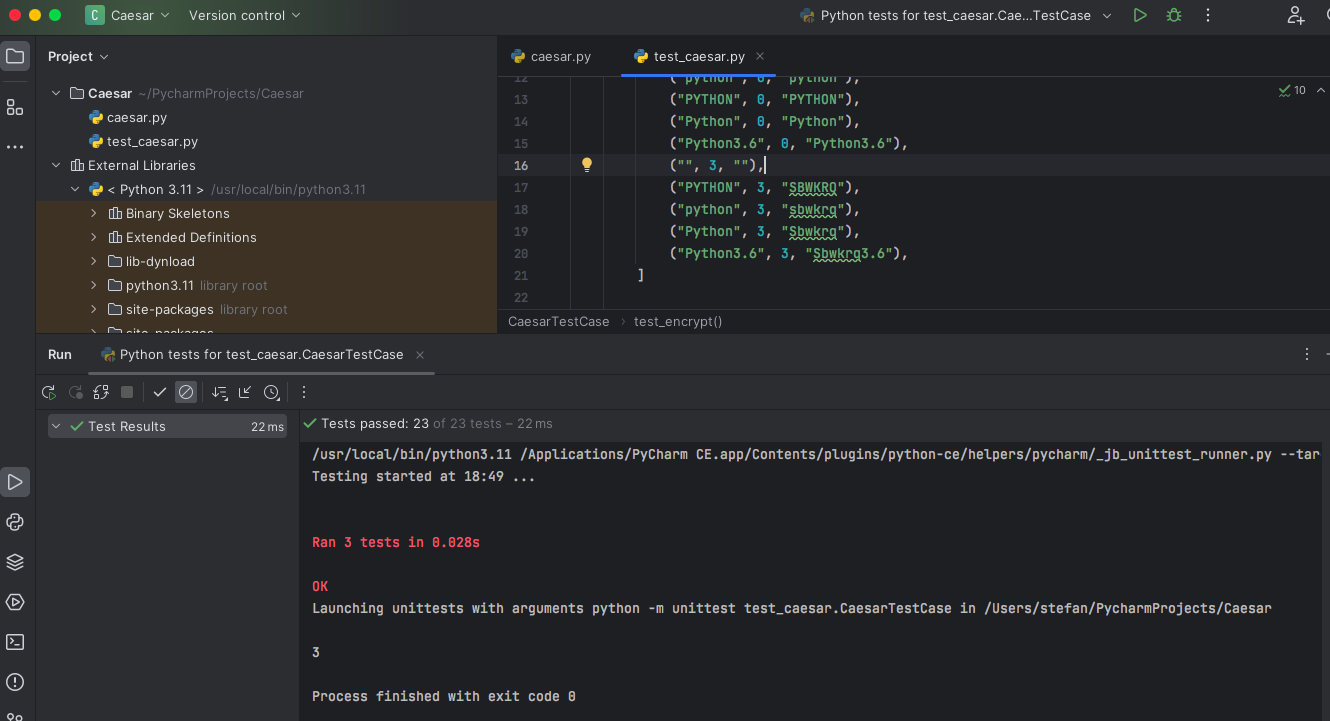 C Caesar Version control Python tests for test_caesar.Cae...TestCase
Project
Caesar ~/PycharmProjects/Caesar
caesar.py
test_caesar.py
External Libraries
< Python 3.11 > /usr/local/bin/python3.11
Binary Skeletons
Extended Definitions
lib-dynload
python3.11 library root
site-packages library root
site-packages
caesar.py test_caesar.py
12 ("python", 0, "python"),
13 ("PYTHON", 0, "PYTHON"),
14 ("Python", 0, "Python"),
15 ("Python3.6", 0, "Python3.6"),
16 ("", 3, ""),
17 ("PYTHON", 3, "SBWKRQ"),
18 ("python", 3, "sbwkrq"),
19 ("Python", 3, "Sbwkrq"),
20 ("Python3.6", 3, "Sbwkrq3.6"),
21 ]
22
10
CaesarTestCase > test_encrypt()
Run Python tests for test_caesar.CaesarTestCase
Test Results 22 ms
Tests passed: 23 of 23 tests – 22 ms
/usr/local/bin/python3.11 /Applications/PyCharm CE.app/Contents/plugins/python-ce/helpers/pycharm/_jb_unittest_runner.py --tar
Testing started at 18:49 ...
Ran 3 tests in 0.028s
OK
Launching unittests with arguments python -m unittest test_caesar.CaesarTestCase in /Users/stefan/PycharmProjects/Caesar
3
Process finished with exit code 0